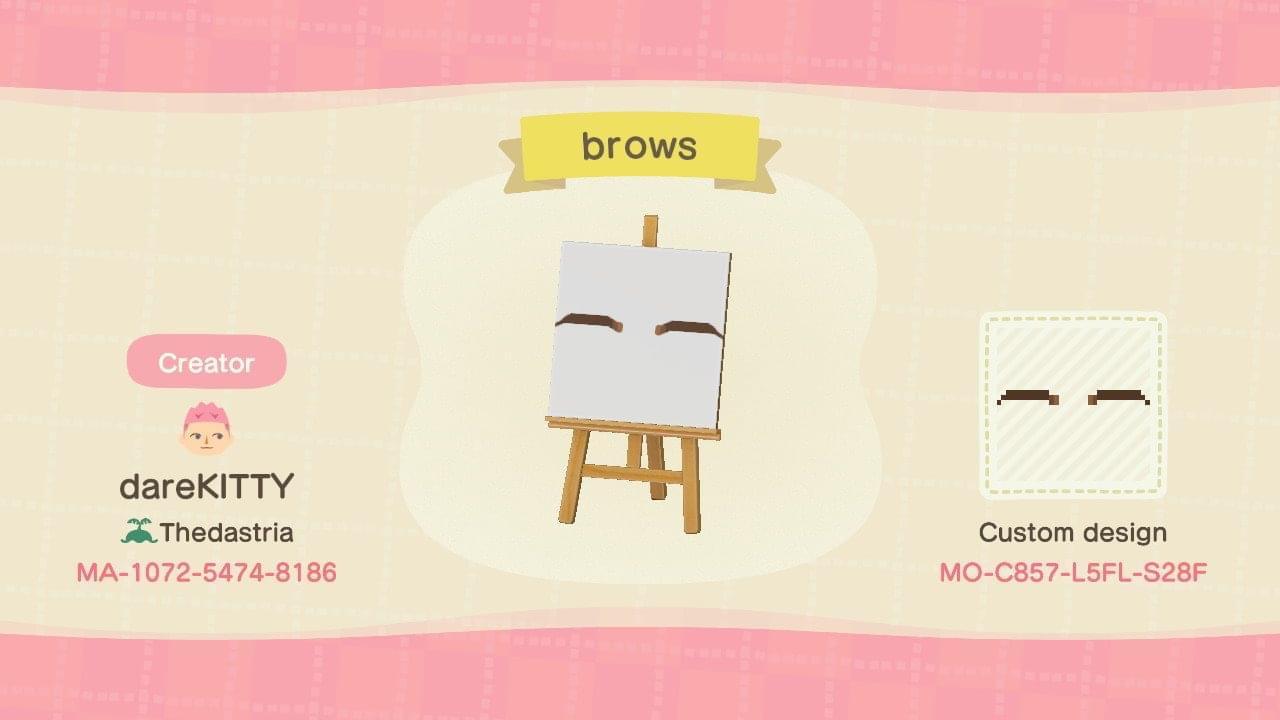 brows
Creator
dareKITTY
Thedastria
MA-1072-5474-8186
Custom design
MO-C857-L5FL-S28F